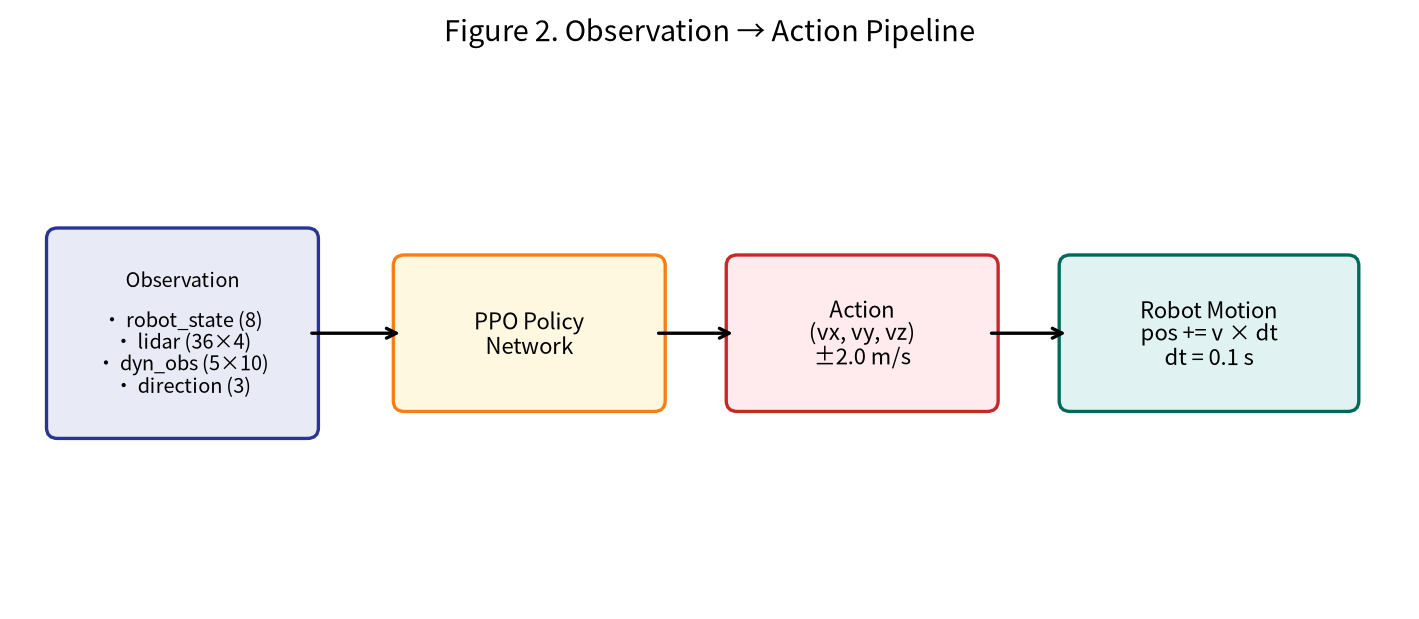 Figure 2. Observation → Action Pipeline
Observation
・ robot_state (8)
・ lidar (36×4)
・ dyn_obs (5×10)
・ direction (3)
PPO Policy
Network
Action
(vx, vy, vz)
±2.0 m/s
Robot Motion
pos += v × dt
dt = 0.1 s